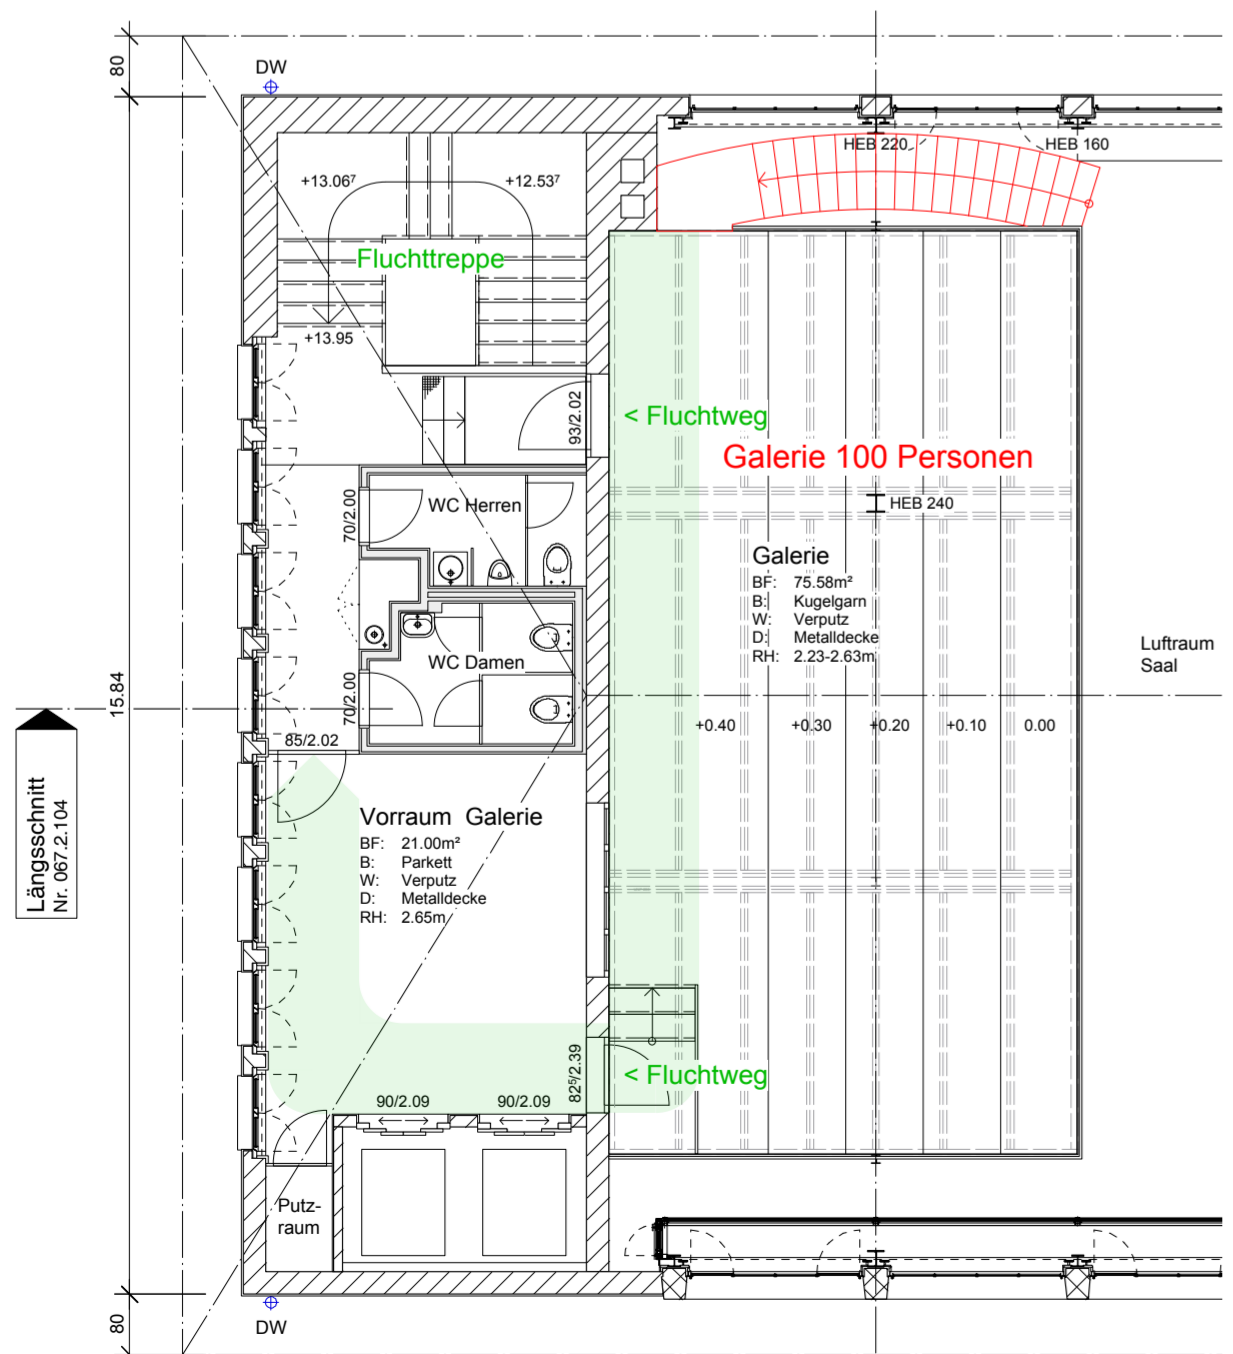 80
DW
HEB 220
HEB 160
+13.06⁷
+12.53⁷
Fluchttreppe
+13.95
93/2.02
< Fluchtweg
Galerie 100 Personen
70/2.00
WC Herren
HEB 240
Galerie
BF: 75.58m²
B: Kugelgarn
W: Verputz
D: Metalldecke
RH: 2.23-2.63m
Luftraum
Saal
WC Damen
70/2.00
15.84
+0.40
+0.30
+0.20
+0.10
0.00
85/2.02
Längsschnitt
Nr. 067.2.104
Vorraum Galerie
BF: 21.00m²
B: Parkett
W: Verputz
D: Metalldecke
RH: 2.65m
82⁵/2.39
< Fluchtweg
90/2.09
90/2.09
Putz-
raum
80
DW